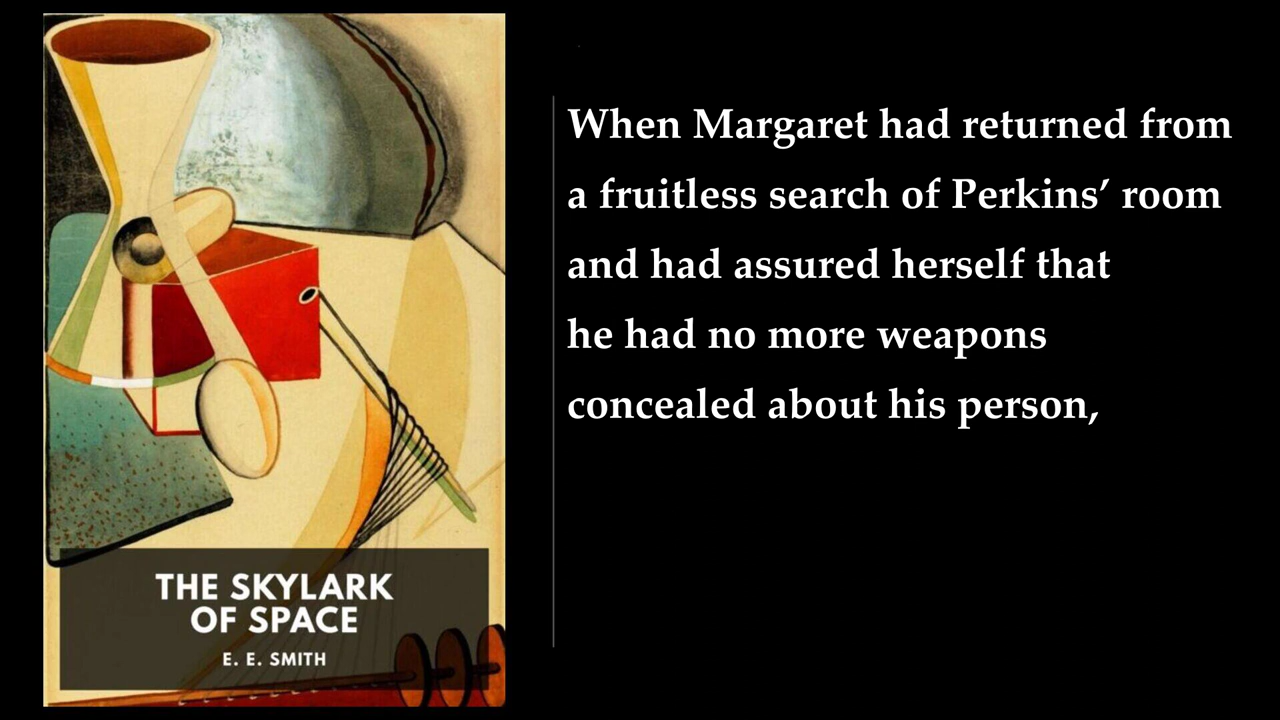 THE SKYLARK
OF SPACE
E. E. SMITH
When Margaret had returned from
a fruitless search of Perkins’ room
and had assured herself that
he had no more weapons
concealed about his person,